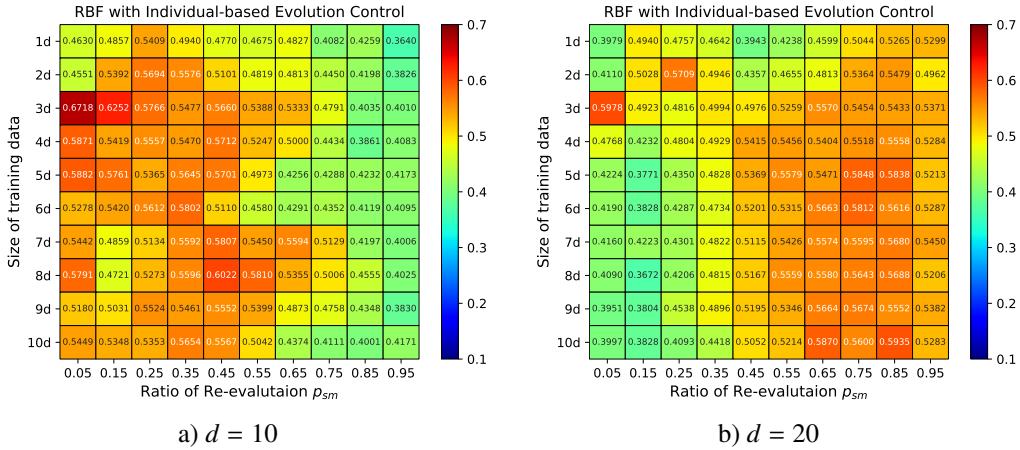 RBF with Individual-based Evolution Control
1d 0.4630 0.4857 0.5409 0.4940 0.4770 0.4675 0.4827 0.4082 0.4259 0.3640
2d 0.4551 0.5392 0.5694 0.5576 0.5101 0.4819 0.4813 0.4450 0.4198 0.3826
3d 0.6718 0.6252 0.5766 0.5477 0.5660 0.5388 0.5333 0.4791 0.4035 0.4010
4d 0.5871 0.5419 0.5557 0.5470 0.5712 0.5247 0.5000 0.4434 0.3861 0.4083
5d 0.5882 0.5761 0.5365 0.5645 0.5701 0.4973 0.4256 0.4288 0.4232 0.4173
6d 0.5278 0.5420 0.5612 0.5802 0.5110 0.4580 0.4291 0.4352 0.4119 0.4095
7d 0.5442 0.4859 0.5134 0.5592 0.5807 0.5450 0.5594 0.5129 0.4197 0.4006
8d 0.5791 0.4721 0.5273 0.5596 0.6022 0.5810 0.5355 0.5006 0.4555 0.4025
9d 0.5180 0.5031 0.5524 0.5461 0.5552 0.5399 0.4873 0.4758 0.4348 0.3830
10d 0.5449 0.5348 0.5353 0.5654 0.5567 0.5042 0.4374 0.4111 0.4001 0.4171
0.05 0.15 0.25 0.35 0.45 0.55 0.65 0.75 0.85 0.95
Ratio of Re-evalutaion p_sm
Size of training data
0.7
0.6
0.5
0.4
0.3
0.2
0.1
a) d = 10
RBF with Individual-based Evolution Control
1d 0.3979 0.4940 0.4757 0.4642 0.3943 0.4238 0.4599 0.5044 0.5265 0.5299
2d 0.4110 0.5028 0.5709 0.4946 0.4357 0.4655 0.4813 0.5364 0.5479 0.4962
3d 0.5978 0.4923 0.4816 0.4994 0.4976 0.5259 0.5570 0.5454 0.5433 0.5371
4d 0.4768 0.4232 0.4804 0.4929 0.5415 0.5456 0.5404 0.5518 0.5558 0.5284
5d 0.4224 0.3771 0.4350 0.4828 0.5369 0.5579 0.5471 0.5848 0.5838 0.5213
6d 0.4190 0.3828 0.4287 0.4734 0.5201 0.5315 0.5663 0.5812 0.5616 0.5287
7d 0.4160 0.4223 0.4301 0.4822 0.5115 0.5426 0.5574 0.5595 0.5680 0.5450
8d 0.4090 0.3672 0.4206 0.4815 0.5167 0.5559 0.5580 0.5643 0.5688 0.5206
9d 0.3951 0.3804 0.4538 0.4896 0.5195 0.5346 0.5664 0.5674 0.5552 0.5382
10d 0.3997 0.3828 0.4093 0.4418 0.5052 0.5214 0.5870 0.5600 0.5935 0.5283
0.05 0.15 0.25 0.35 0.45 0.55 0.65 0.75 0.85 0.95
Ratio of Re-evalutaion p_sm
Size of training data
0.7
0.6
0.5
0.4
0.3
0.2
0.1
b) d = 20